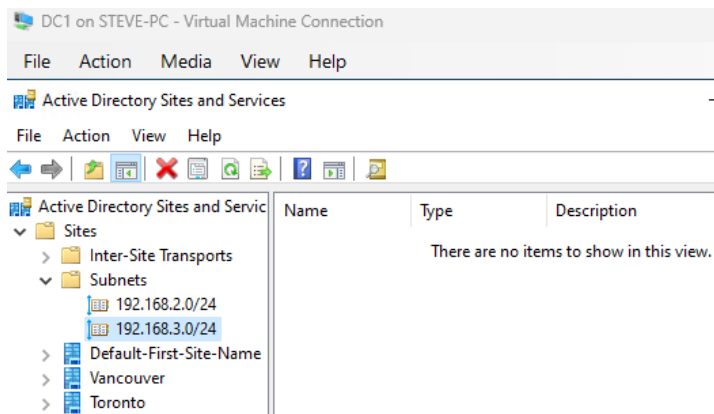 DC1 on STEVE-PC - Virtual Machine Connection
File Action Media View Help
Active Directory Sites and Services
File Action View Help
Active Directory Sites and Servic
Name Type Description
Sites
There are no items to show in this view.
Inter-Site Transports
Subnets
192.168.2.0/24
192.168.3.0/24
Default-First-Site-Name
Vancouver
Toronto